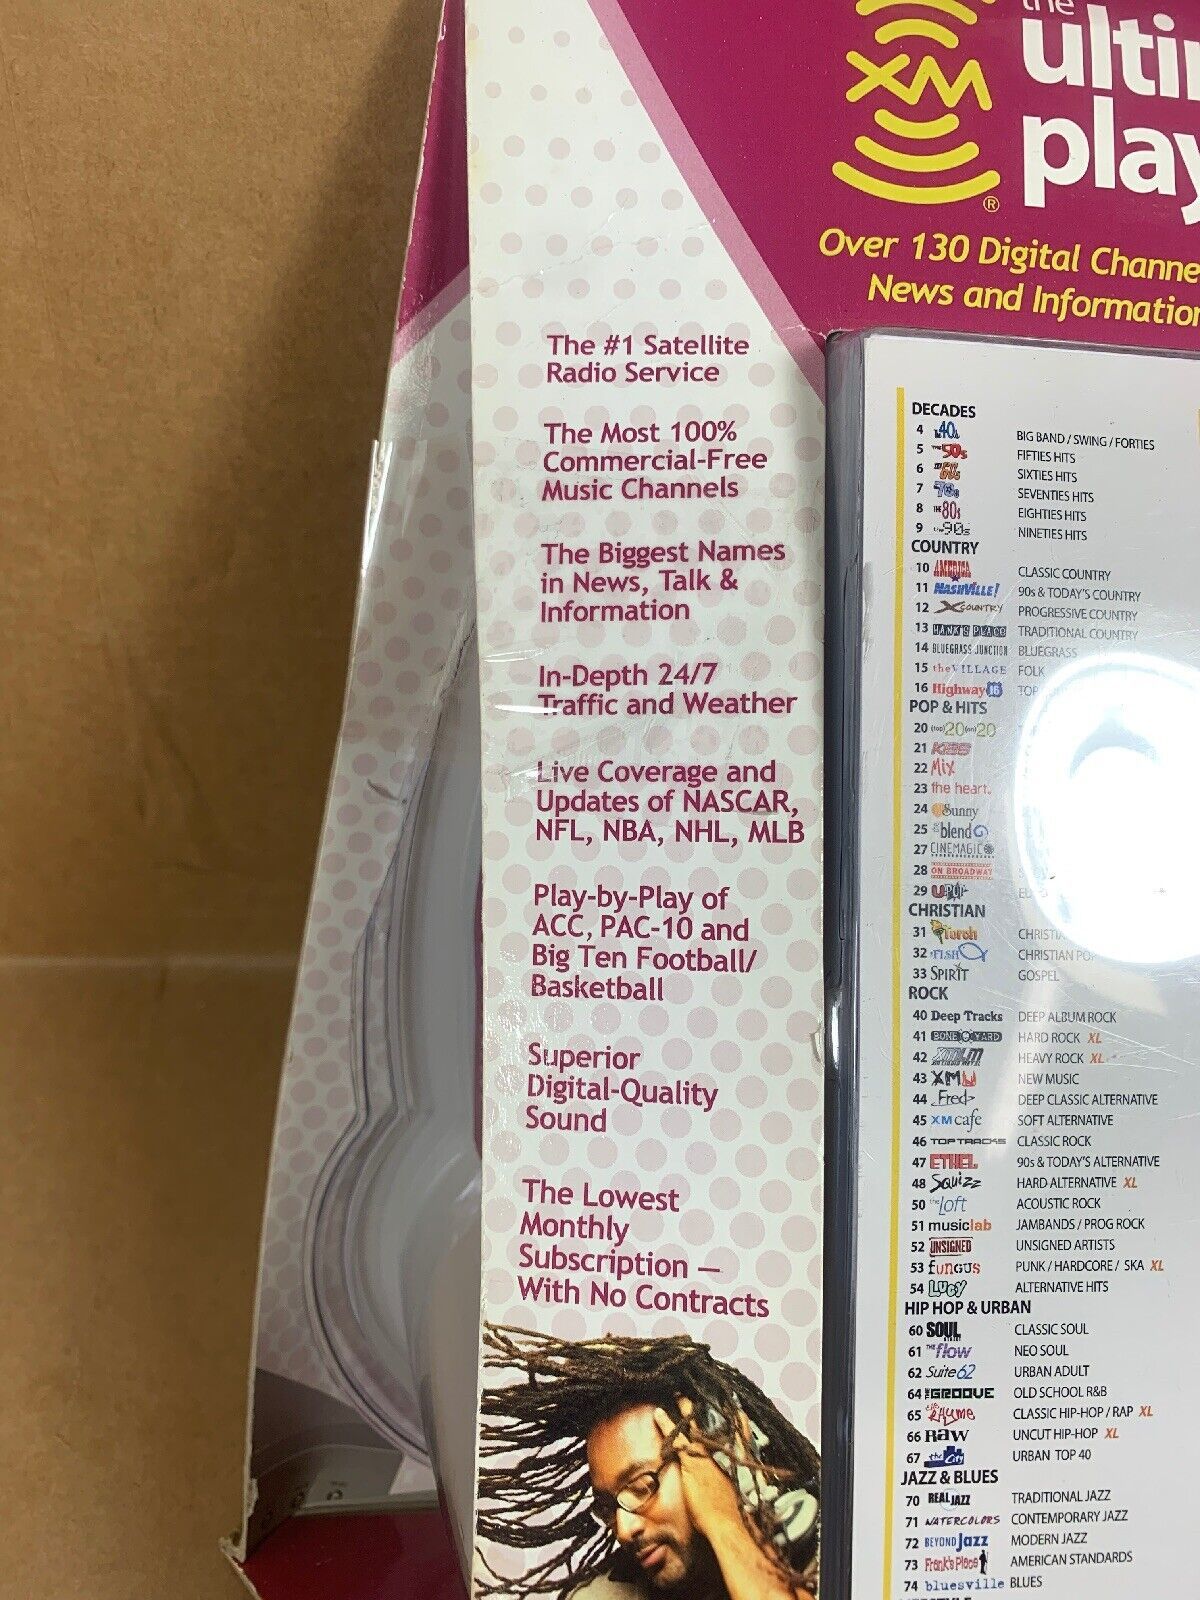 the
XM
®
play
Over 130 Digital
News and
The #1 Satellite
Radio Service
The Most 100%
Commercial-Free
Music Channels
The Biggest Names
in News, Talk &
Information
In-Depth 24/7
Traffic and Weather
Live Coverage and
Updates of NASCAR,
NFL, NBA, NHL, MLB
Play-by-Play of
ACC, PAC-10 and
Big Ten Football/
Basketball
Superior
Digital-Quality
Sound
The Lowest
Monthly
Subscription —
With No Contracts
DECADES
4 the 40s BIG BAND / SWING / FORTIES
5 THE 50s FIFTIES HITS
6 60s SIXTIES HITS
7 70s SEVENTIES HITS
8 THE 80s EIGHTIES HITS
9 90s NINETIES HITS
COUNTRY
10 AMERICA CLASSIC COUNTRY
11 NASHVILLE! 90s & TODAY'S COUNTRY
12 X COUNTRY PROGRESSIVE COUNTRY
13 HANK'S PLACE TRADITIONAL COUNTRY
14 BLUEGRASS JUNCTION BLUEGRASS
15 the VILLAGE FOLK
16 Highway 16 TOP
POP & HITS
20 (top)20(on)20
21 KISS
22 Mix
23 the heart.
24 Sunny
25 the blend
27 CINEMAGIC
28 ON BROADWAY
29 U-POP
CHRISTIAN
31 Torch
32 the FISH CHRISTIAN
33 SPIRIT GOSPEL
ROCK
40 Deep Tracks DEEP ALBUM ROCK
41 BONEYARD HARD ROCK XL
42 XMLM HEAVY ROCK XL
43 XMU NEW MUSIC
44 Fred DEEP CLASSIC ALTERNATIVE
45 XM cafe SOFT ALTERNATIVE
46 TOP TRACKS CLASSIC ROCK
47 ETHEL 90s & TODAY'S ALTERNATIVE
48 Squizz HARD ALTERNATIVE XL
50 the Loft ACOUSTIC ROCK
51 musiclab JAMBANDS / PROG ROCK
52 UNSIGNED UNSIGNED ARTISTS
53 fungus PUNK / HARDCORE / SKA XL
54 LUCY ALTERNATIVE HITS
HIP HOP & URBAN
60 SOUL STREET CLASSIC SOUL
61 THE flow NEO SOUL
62 Suite 62 URBAN ADULT
64 THE GROOVE OLD SCHOOL R&B
65 the RHyme CLASSIC HIP-HOP / RAP XL
66 RAW UNCUT HIP-HOP XL
67 the City URBAN TOP 40
JAZZ & BLUES
70 REAL JAZZ TRADITIONAL JAZZ
71 WATERCOLORS CONTEMPORARY JAZZ
72 BEYOND Jazz MODERN JAZZ
73 Frank's Place AMERICAN STANDARDS
74 bluesville BLUES